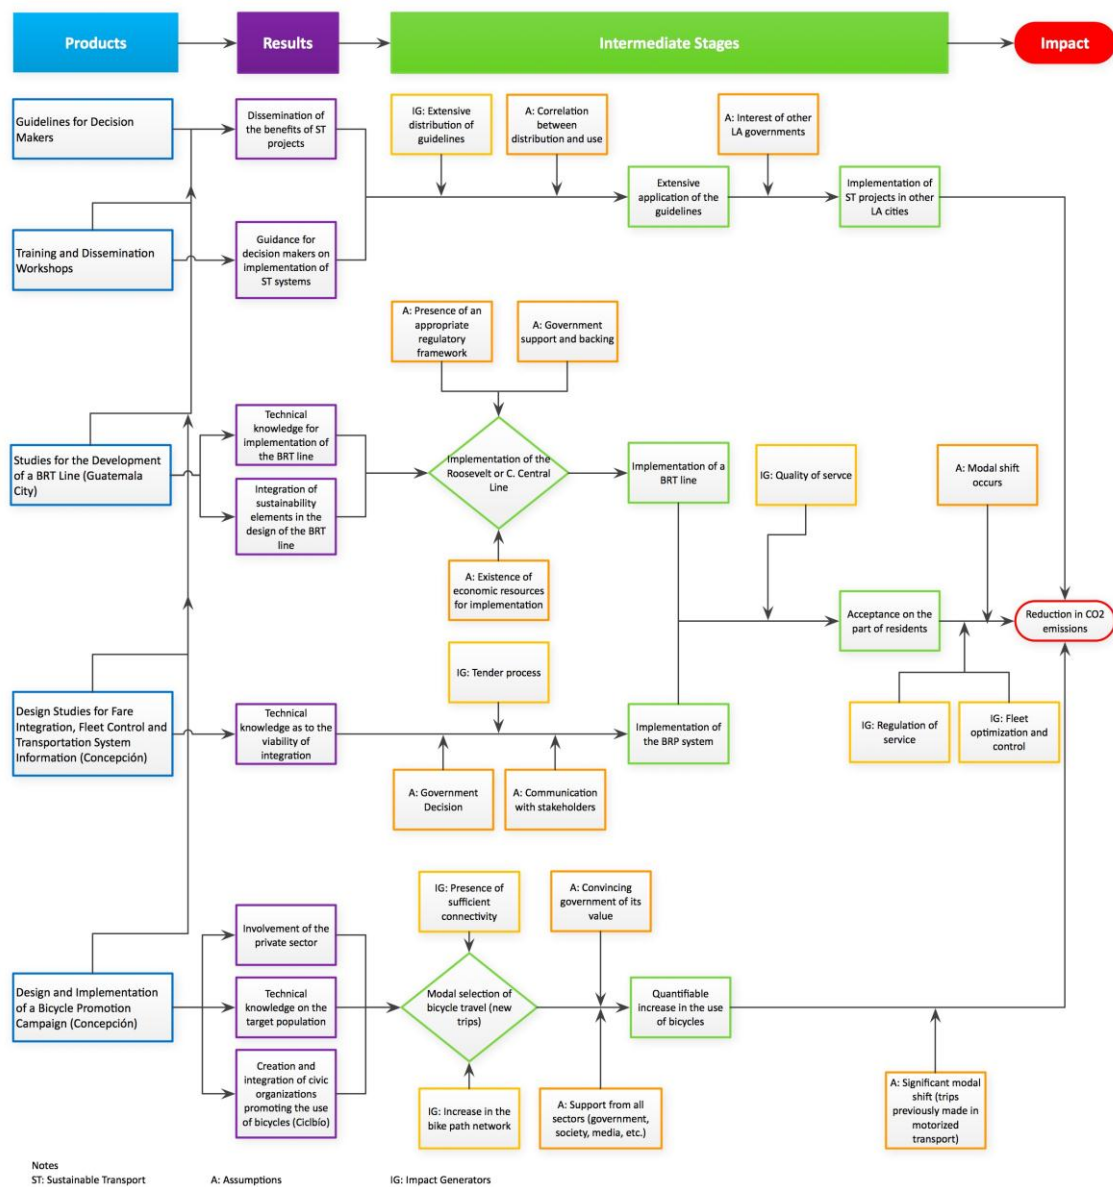 Products
Results
Intermediate Stages
Impact
Guidelines for Decision
Makers
Dissemination of
the benefits of ST
projects
IG: Extensive
distribution of
guidelines
A: Correlation
between
distribution and use
A: Interest of other
LA governments
Extensive
application of the
guidelines
Implementation of
ST projects in other
LA cities
Training and Dissemination
Workshops
Guidance for
decision makers on
implementation of
ST systems
A: Presence of an
appropriate
regulatory
framework
A: Government
support and backing
Studies for the Development
of a BRT Line (Guatemala
City)
Technical
knowledge for
implementation of
the BRT line
Integration of
sustainability
elements in the
design of the BRT
line
Implementation of the
Roosevelt or C. Central
Line
Implementation of a
BRT line
IG: Quality of servce
A: Modal shift
occurs
A: Existence of
economic resources
for implementation
Acceptance on the
part of residents
Reduction in CO2
emissions
IG: Tender process
Design Studies for Fare
Integration, Fleet Control and
Transportation System
Information (Concepción)
Technical
knowledge as to the
viability of
integration
Implementation of
the BRP system
IG: Regulation of
service
IG: Fleet
optimization and
control
A: Government
Decision
A: Communication
with stakeholders
IG: Presence of
sufficient
connectivity
A: Convincing
government of its
value
Involvement of the
private sector
Design and Implementation
of a Bicycle Promotion
Campaign (Concepción)
Technical
knowledge on the
target population
Modal selection of
bicycle travel (new
trips)
Quantifiable
increase in the use
of bicycles
Creation and
integration of civic
organizations
promoting the use
of bicycles (Ciclbío)
IG: Increase in the
bike path network
A: Support from all
sectors (government,
society, media, etc.)
A: Significant modal
shift (trips
previously made in
motorized
transport)
Notes
ST: Sustainable Transport
A: Assumptions
IG: Impact Generators